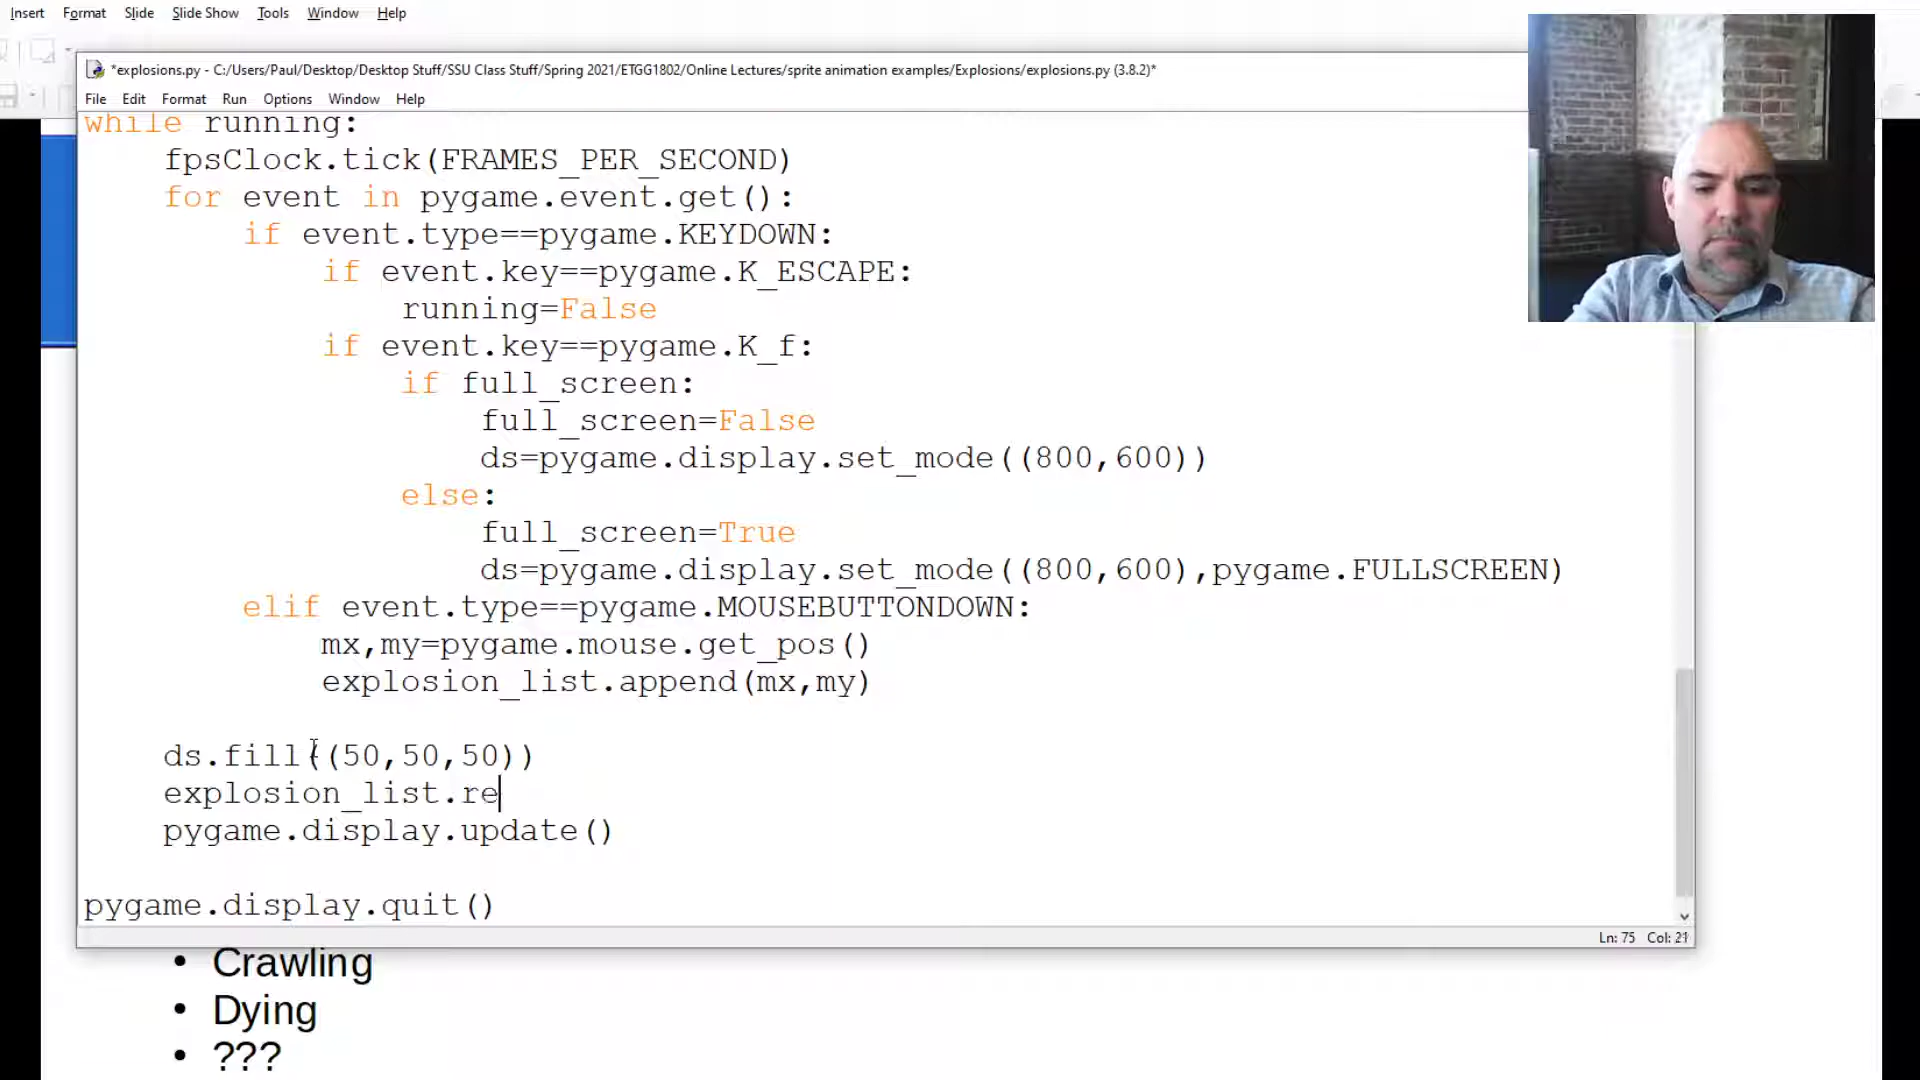 Insert Format Slide Slide Show Tools Window Help
*explosions.py - C:/Users/Paul/Desktop/Desktop Stuff/SSU Class Stuff/Spring 2021/ETGG1802/Online Lectures/sprite animation examples/Explosions/explosions.py (3.8.2)*
File Edit Format Run Options Window Help
while running:
fpsClock.tick(FRAMES_PER_SECOND)
for event in pygame.event.get():
if event.type==pygame.KEYDOWN:
if event.key==pygame.K_ESCAPE:
running=False
if event.key==pygame.K_f:
if full_screen:
full_screen=False
ds=pygame.display.set_mode((800,600))
else:
full_screen=True
ds=pygame.display.set_mode((800,600),pygame.FULLSCREEN)
elif event.type==pygame.MOUSEBUTTONDOWN:
mx,my=pygame.mouse.get_pos()
explosion_list.append(mx,my)
ds.fill((50,50,50))
explosion_list.re
pygame.display.update()
pygame.display.quit()
Ln: 75 Col: 21
• Crawling
• Dying
• ???